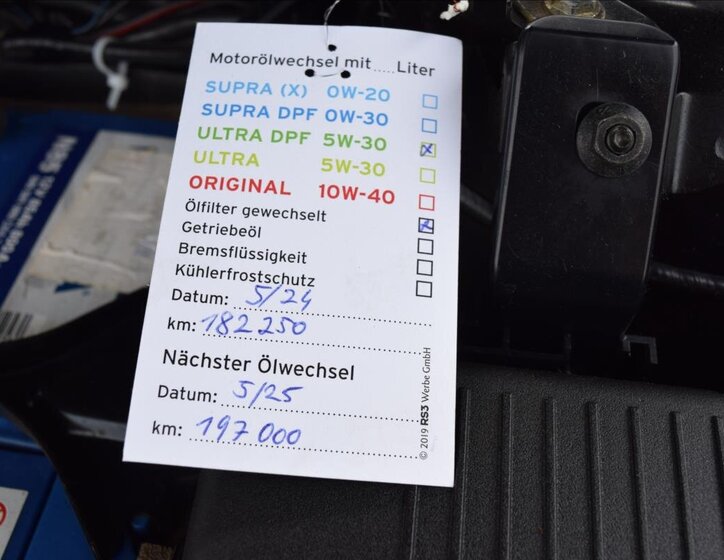 Motorölwechsel mit.....Liter
SUPRA (X) 0W-20
SUPRA DPF 0W-30
ULTRA DPF 5W-30
ULTRA 5W-30
ORIGINAL 10W-40
Ölfilter gewechselt
Getriebeöl
Bremsflüssigkeit
Kühlerfrostschutz
Datum: 5/24
km: 182 250
Nächster Ölwechsel
Datum: 5/25
km: 197 000
© 2019 RS3 Werbe GmbH